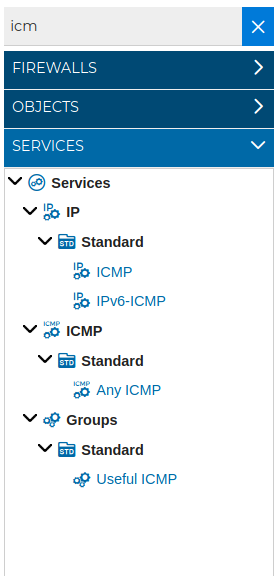 icm
FIREWALLS
OBJECTS
SERVICES
Services
IP IP
STD Standard
IP ICMP
IP IPv6-ICMP
ICMP ICMP
STD Standard
ICMP Any ICMP
Groups
STD Standard
Useful ICMP